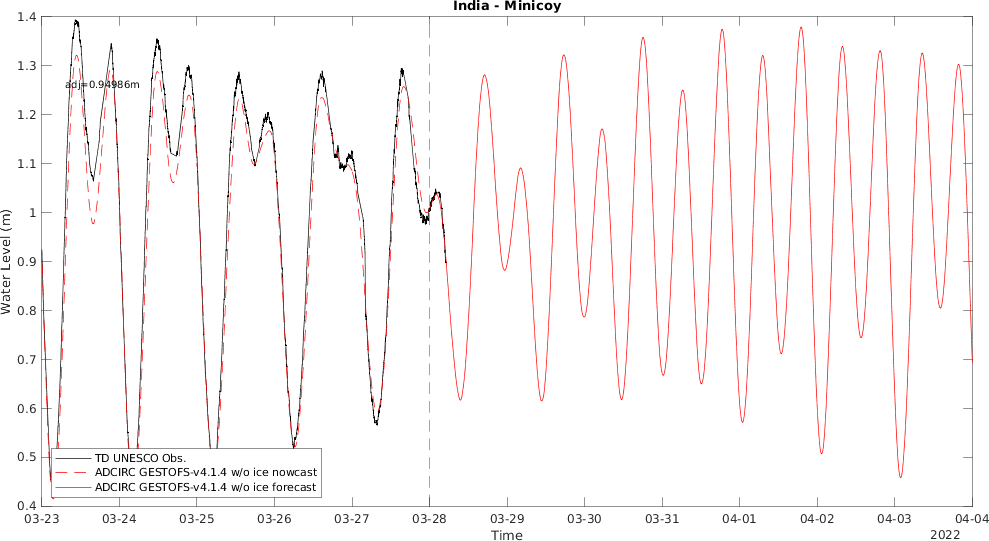 India - Minicoy
1.4
1.3
1.2
1.1
1
0.9
0.8
0.7
0.6
0.5
0.4
Water Level (m)
adj=0.94986m
TD UNESCO Obs.
ADCIRC GESTOFS-v4.1.4 w/o ice nowcast
ADCIRC GESTOFS-v4.1.4 w/o ice forecast
03-23 03-24 03-25 03-26 03-27 03-28 03-29 03-30 03-31 04-01 04-02 04-03 04-04
Time
2022